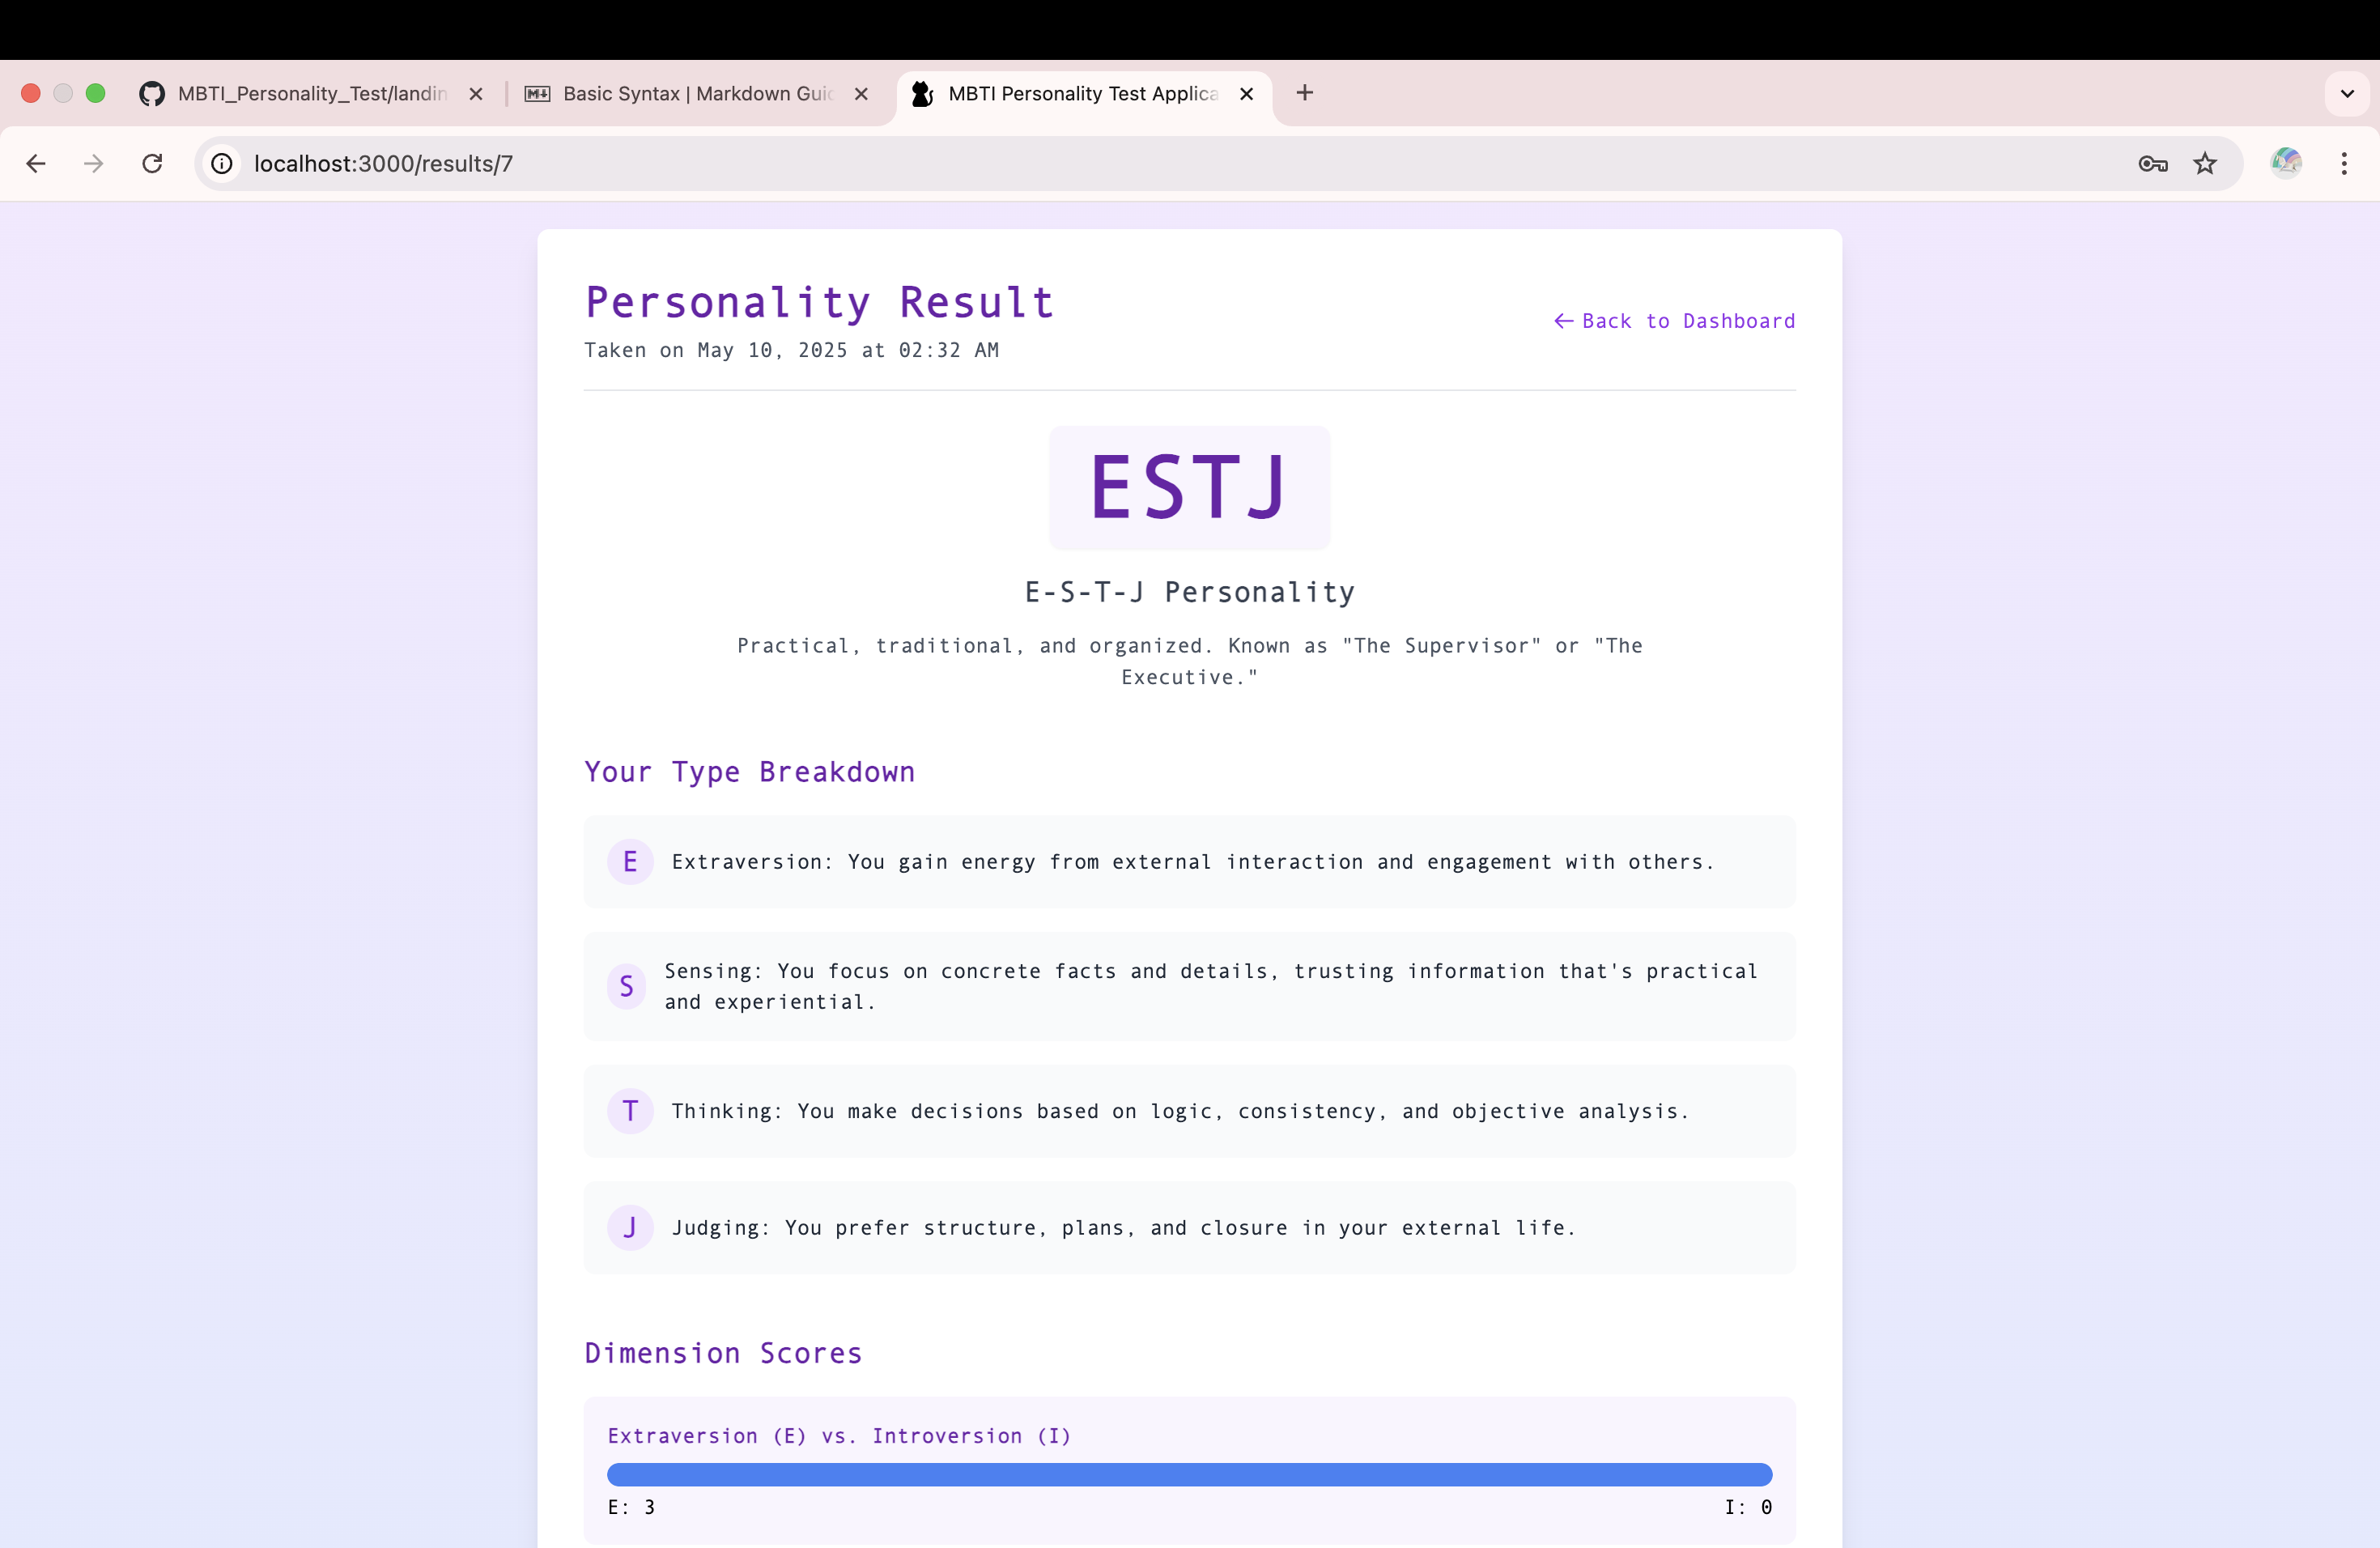 MBTI_Personality_Test/landin
Basic Syntax | Markdown Guid
MBTI Personality Test Applica
localhost:3000/results/7
Personality Result
← Back to Dashboard
Taken on May 10, 2025 at 02:32 AM
ESTJ
E-S-T-J Personality
Practical, traditional, and organized. Known as "The Supervisor" or "The
Executive."
Your Type Breakdown
E Extraversion: You gain energy from external interaction and engagement with others.
S Sensing: You focus on concrete facts and details, trusting information that's practical
and experiential.
T Thinking: You make decisions based on logic, consistency, and objective analysis.
J Judging: You prefer structure, plans, and closure in your external life.
Dimension Scores
Extraversion (E) vs. Introversion (I)
E: 3 I: 0